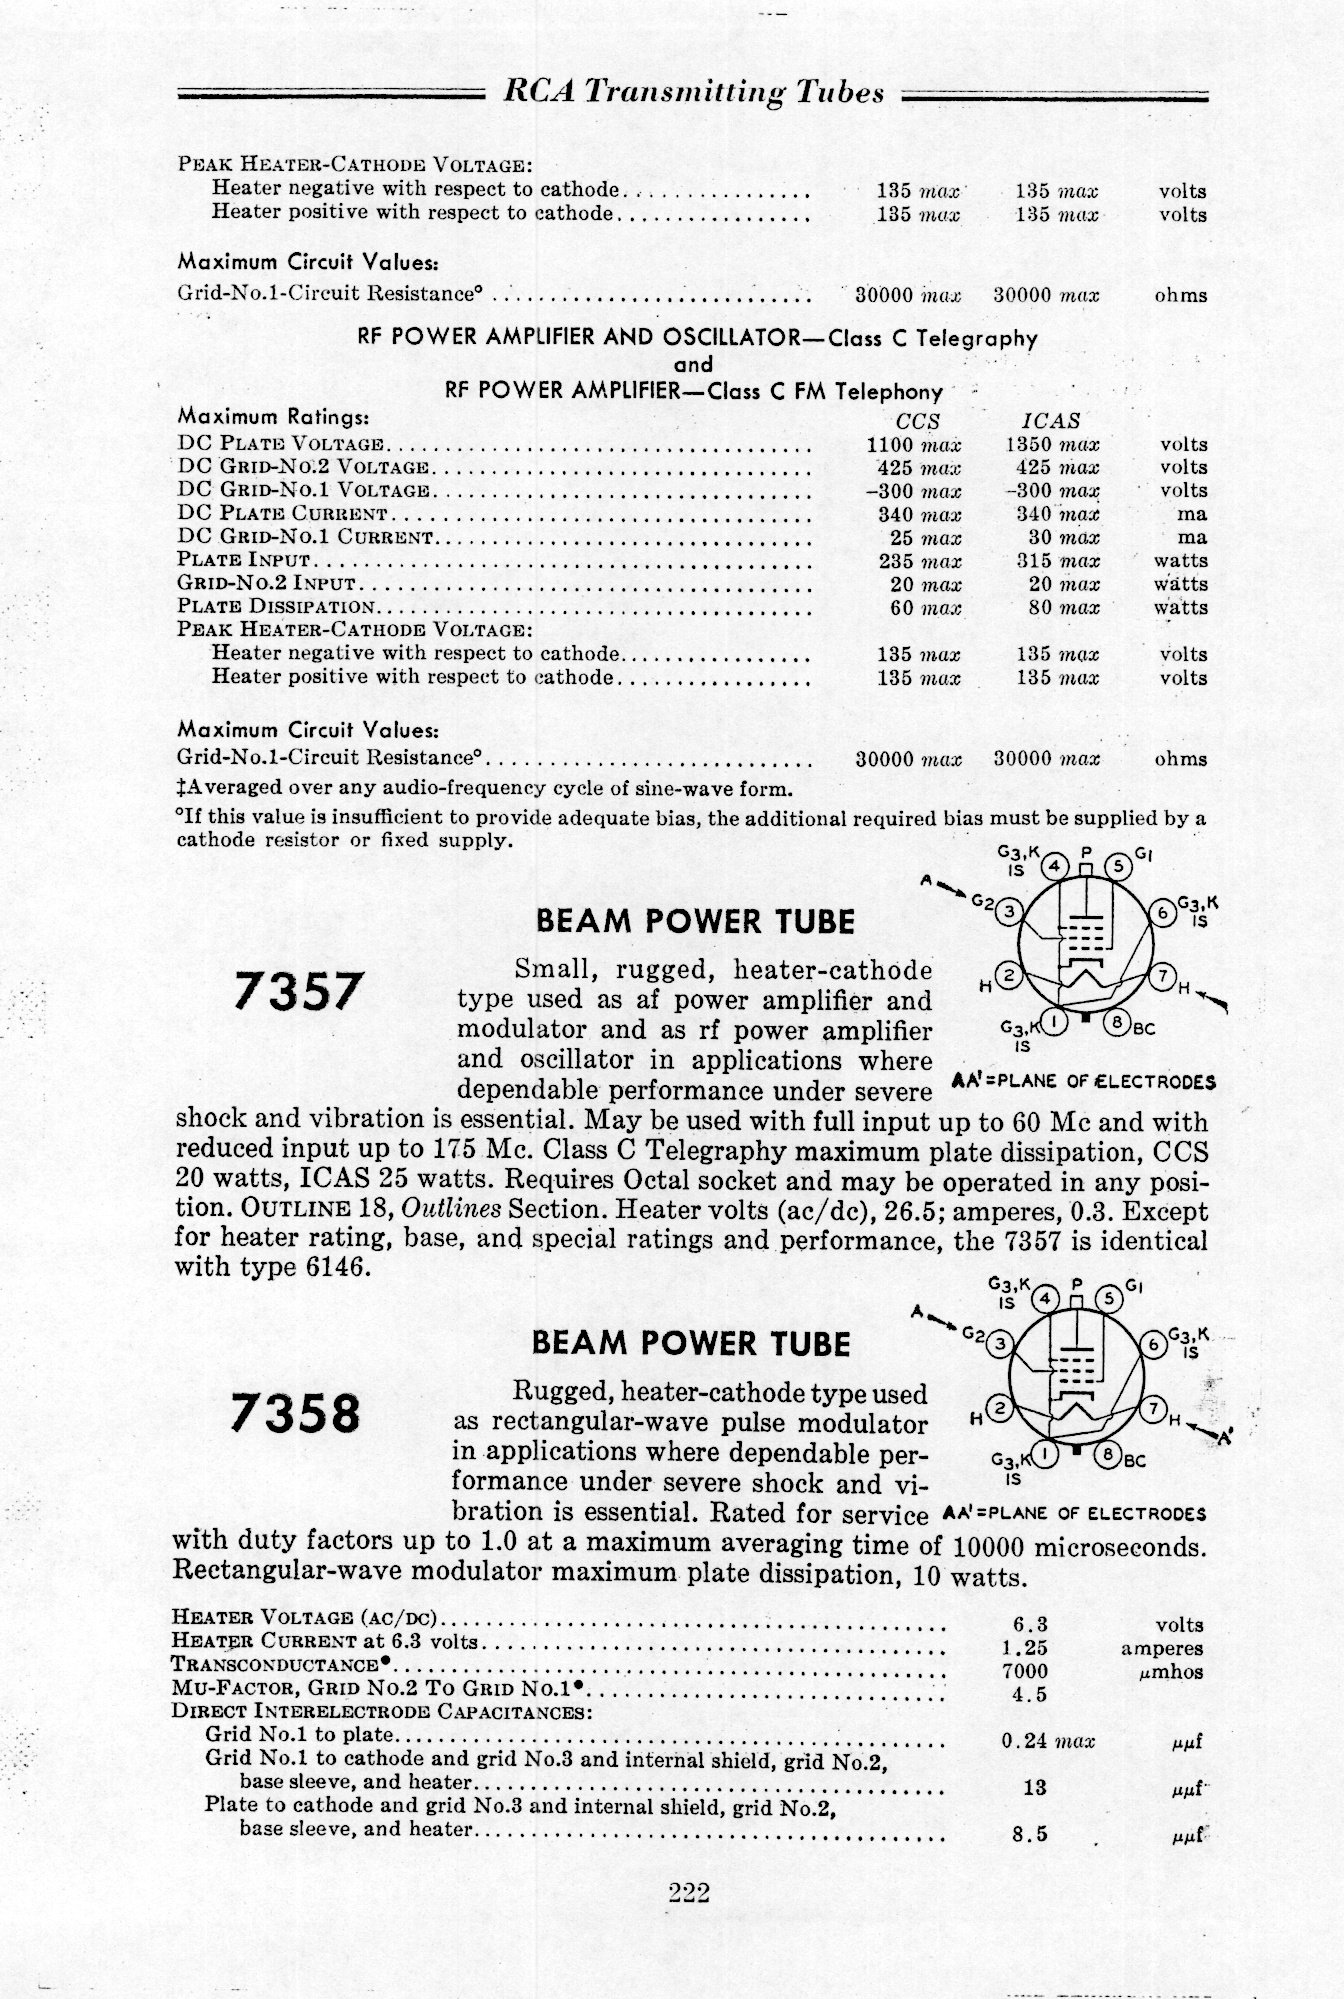 RCA Transmitting Tubes
PEAK HEATER-CATHODE VOLTAGE:
Heater negative with respect to cathode................ 135 max 135 max volts
Heater positive with respect to cathode................. 135 max 135 max volts
Maximum Circuit Values:
Grid-No.1-Circuit Resistance° ............................ 30000 max 30000 max ohms
RF POWER AMPLIFIER AND OSCILLATOR—Class C Telegraphy
and
RF POWER AMPLIFIER—Class C FM Telephony
Maximum Ratings: CCS ICAS
DC PLATE VOLTAGE..................................... 1100 max 1350 max volts
DC GRID-NO.2 VOLTAGE................................. 425 max 425 max volts
DC GRID-NO.1 VOLTAGE................................. –300 max –300 max volts
DC PLATE CURRENT..................................... 340 max 340 max ma
DC GRID-NO.1 CURRENT................................. 25 max 30 max ma
PLATE INPUT........................................... 235 max 315 max watts
GRID-NO.2 INPUT....................................... 20 max 20 max watts
PLATE DISSIPATION..................................... 60 max 80 max watts
PEAK HEATER-CATHODE VOLTAGE:
Heater negative with respect to cathode................. 135 max 135 max volts
Heater positive with respect to cathode................. 135 max 135 max volts
Maximum Circuit Values:
Grid-No.1-Circuit Resistance°............................ 30000 max 30000 max ohms
‡Averaged over any audio-frequency cycle of sine-wave form.
°If this value is insufficient to provide adequate bias, the additional required bias must be supplied by a
cathode resistor or fixed supply.
G3,K IS 4 P 5 G1
A G2 3 6 G3,K IS
H 2 7 H
G3,K IS 1 8 BC
AA'=PLANE OF ELECTRODES
BEAM POWER TUBE
7357
Small, rugged, heater-cathode
type used as af power amplifier and
modulator and as rf power amplifier
and oscillator in applications where
dependable performance under severe
shock and vibration is essential. May be used with full input up to 60 Mc and with
reduced input up to 175 Mc. Class C Telegraphy maximum plate dissipation, CCS
20 watts, ICAS 25 watts. Requires Octal socket and may be operated in any posi-
tion. OUTLINE 18, Outlines Section. Heater volts (ac/dc), 26.5; amperes, 0.3. Except
for heater rating, base, and special ratings and performance, the 7357 is identical
with type 6146.
G3,K IS 4 P 5 G1
A G2 3 6 G3,K IS
H 2 7 H A'
G3,K IS 1 8 BC
AA'=PLANE OF ELECTRODES
BEAM POWER TUBE
7358
Rugged, heater-cathode type used
as rectangular-wave pulse modulator
in applications where dependable per-
formance under severe shock and vi-
bration is essential. Rated for service
with duty factors up to 1.0 at a maximum averaging time of 10000 microseconds.
Rectangular-wave modulator maximum plate dissipation, 10 watts.
HEATER VOLTAGE (AC/DC)........................................... 6.3 volts
HEATER CURRENT at 6.3 volts....................................... 1.25 amperes
TRANSCONDUCTANCE•................................................ 7000 µmhos
MU-FACTOR, GRID NO.2 TO GRID NO.1•............................... 4.5
DIRECT INTERELECTRODE CAPACITANCES:
Grid No.1 to plate............................................... 0.24 max µµf
Grid No.1 to cathode and grid No.3 and internal shield, grid No.2,
base sleeve, and heater......................................... 13 µµf
Plate to cathode and grid No.3 and internal shield, grid No.2,
base sleeve, and heater......................................... 8.5 µµf
222